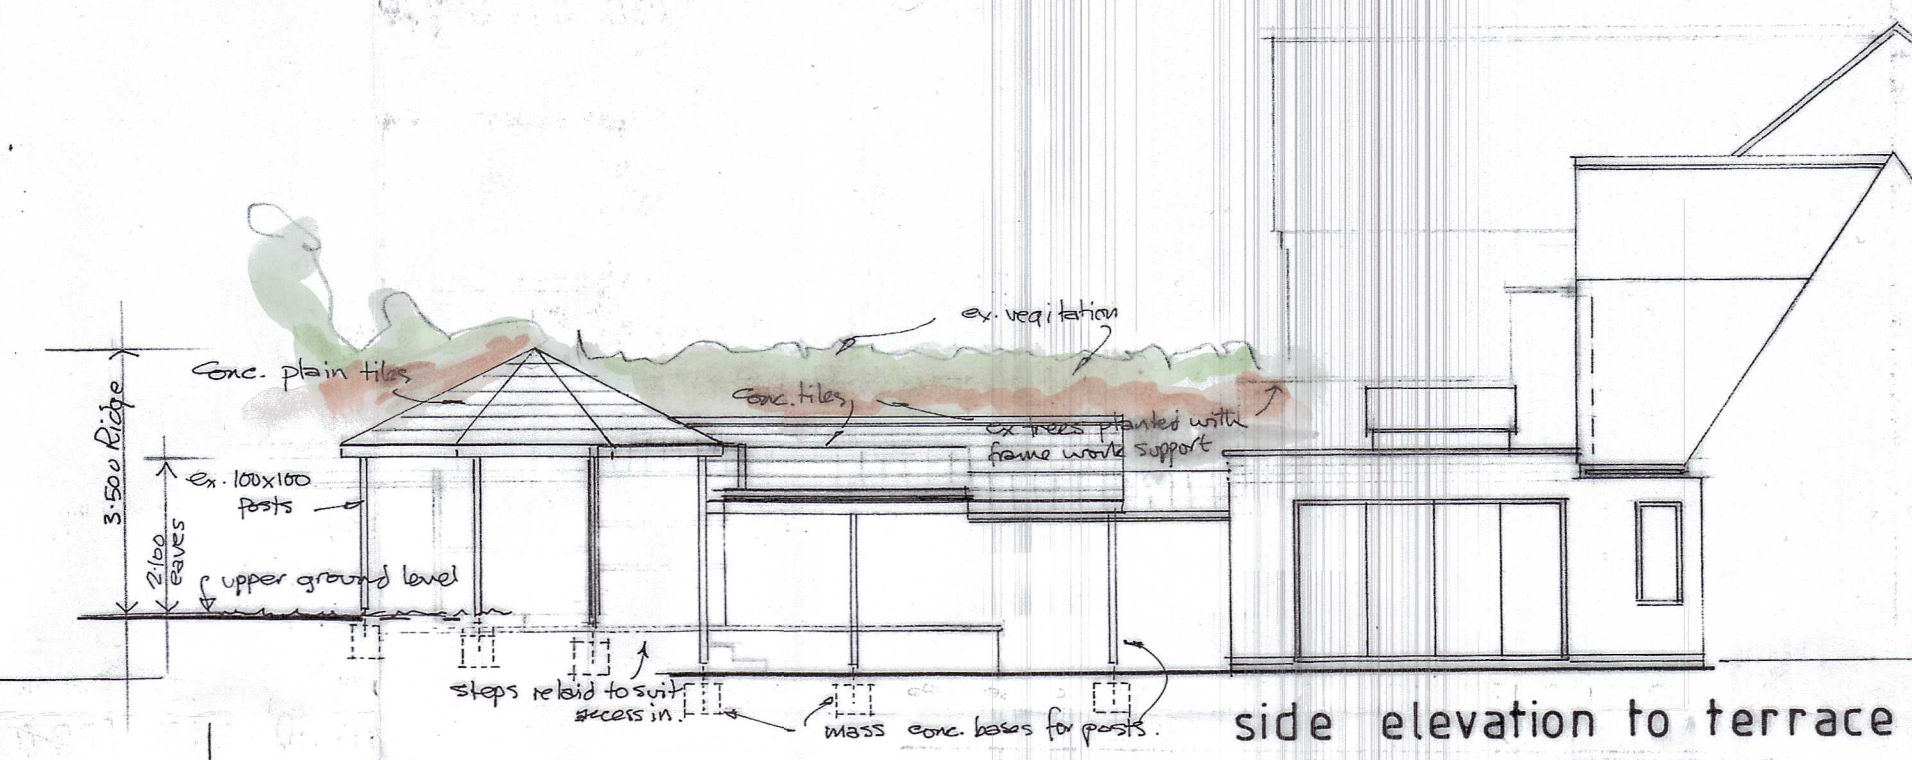 ex. vegitation
conc. plain tiles
conc. tiles
ex trees planted with
frame work support
3.500 Ridge
ex. 100x100
posts
2.100
eaves
upper ground level
steps relaid to suit
access in.
mass conc. bases for posts.
side elevation to terrace